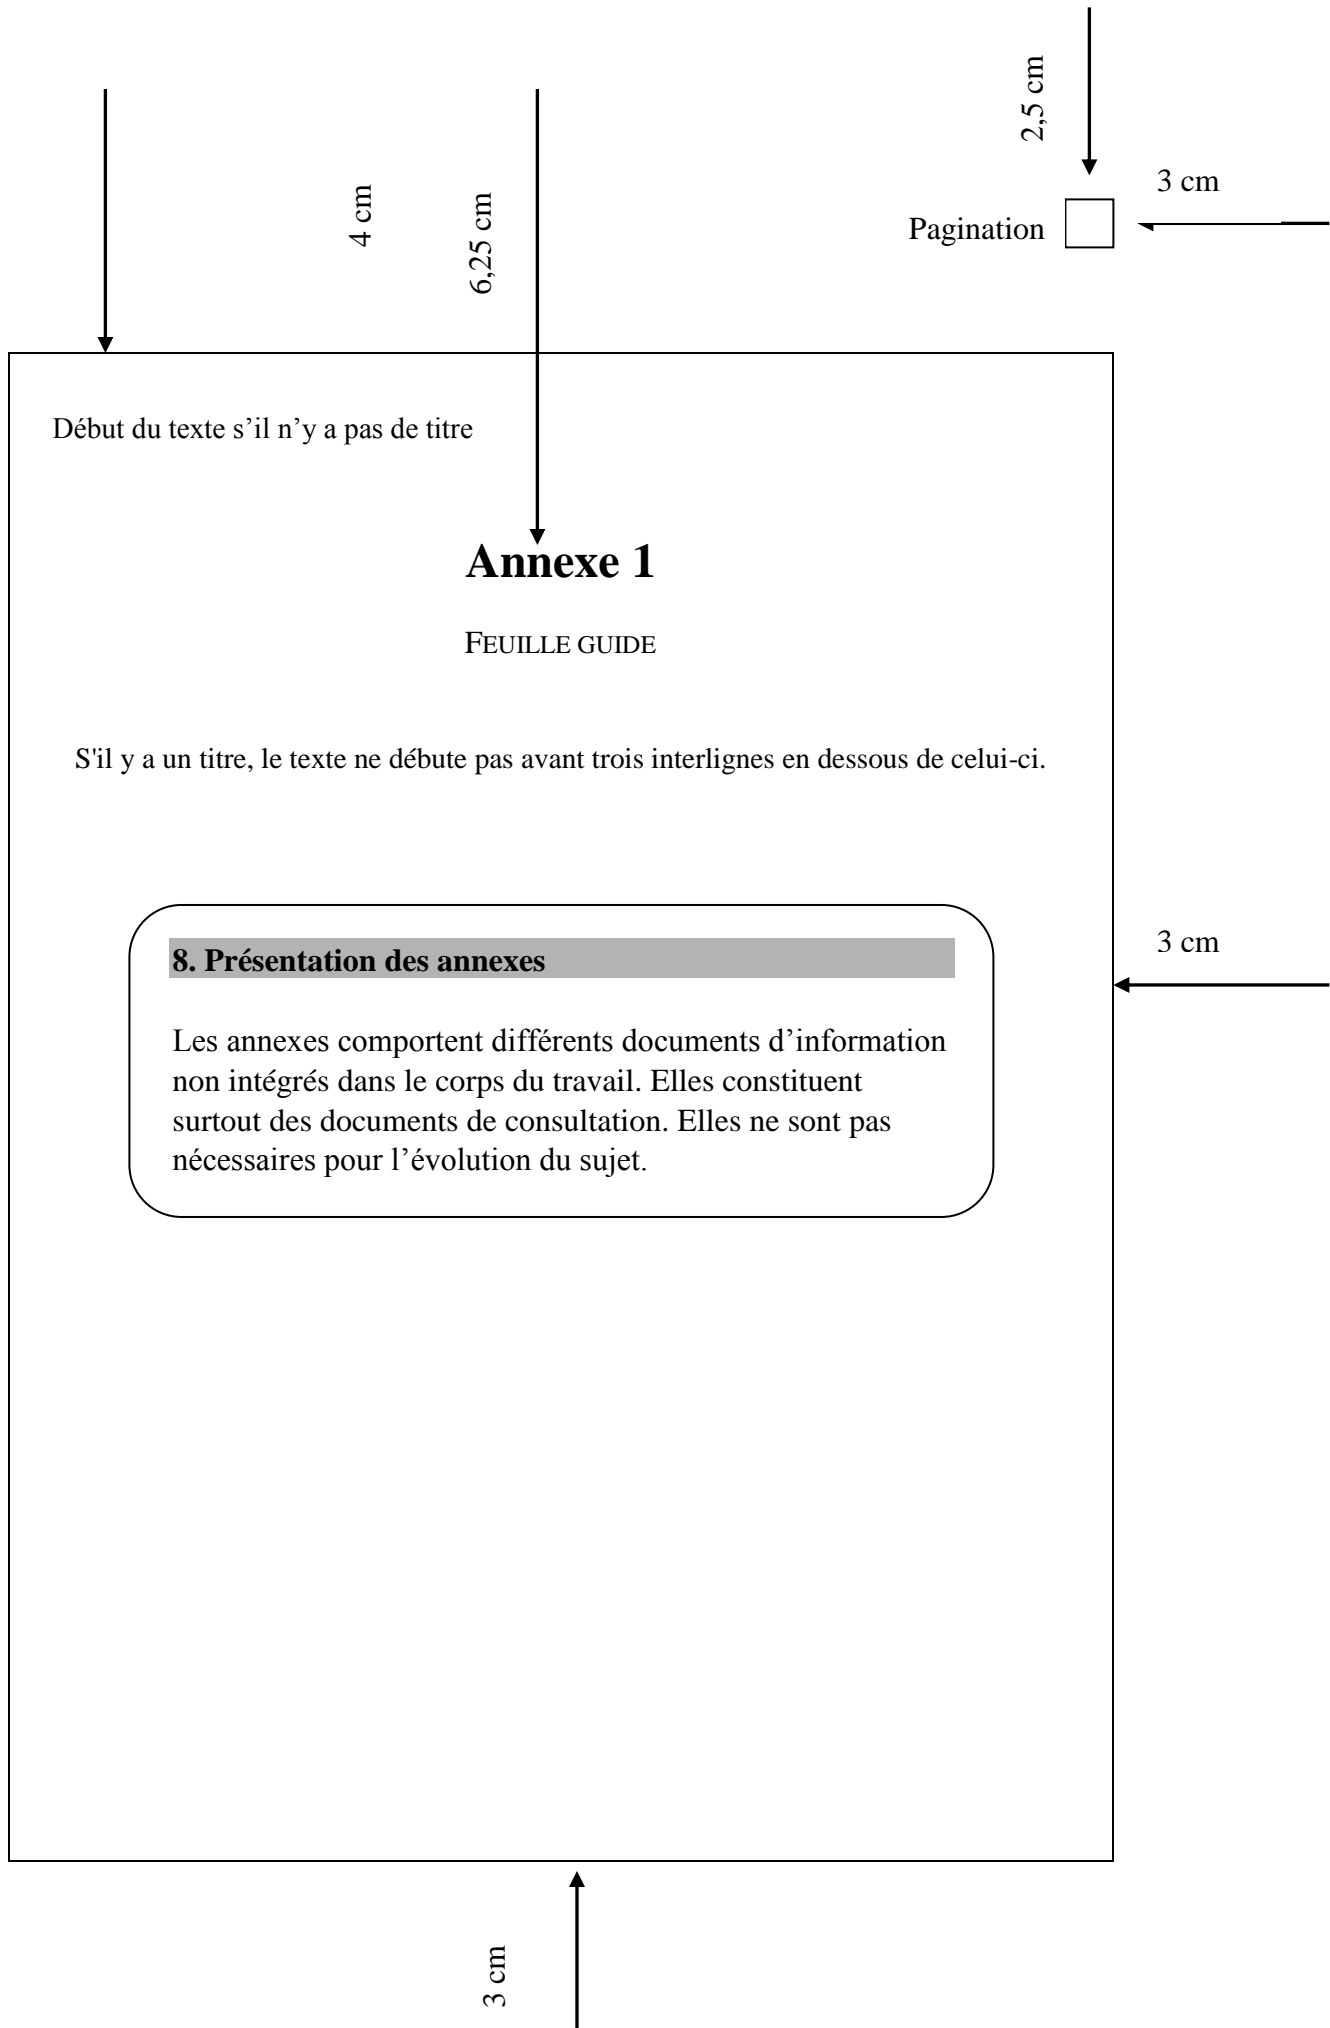 2,5 cm
3 cm
4 cm
6,25 cm
Pagination
Début du texte s’il n’y a pas de titre
Annexe 1
FEUILLE GUIDE
S'il y a un titre, le texte ne débute pas avant trois interlignes en dessous de celui-ci.
3 cm
8. Présentation des annexes
Les annexes comportent différents documents d’information
non intégrés dans le corps du travail. Elles constituent
surtout des documents de consultation. Elles ne sont pas
nécessaires pour l’évolution du sujet.
3 cm